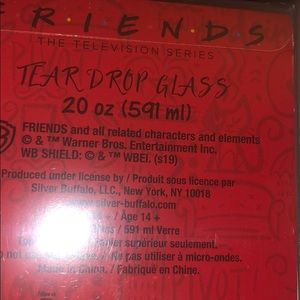 FRIENDS
THE TELEVISION SERIES
TEAR DROP GLASS
20 oz (591 ml)
FRIENDS and all related characters and elements
© & ™ Warner Bros. Entertainment Inc.
WB SHIELD: © & ™ WBEI. (s19)
Produced under license by / Produit sous licence par
Silver Buffalo, LLC., New York, NY 10018
www.silver-buffalo.com
/ Age 14 +
/ 591 ml Verre
supérieur seulement.
not use / Ne pas utiliser à micro-ondes.
Made in China. / Fabriqué en Chine.